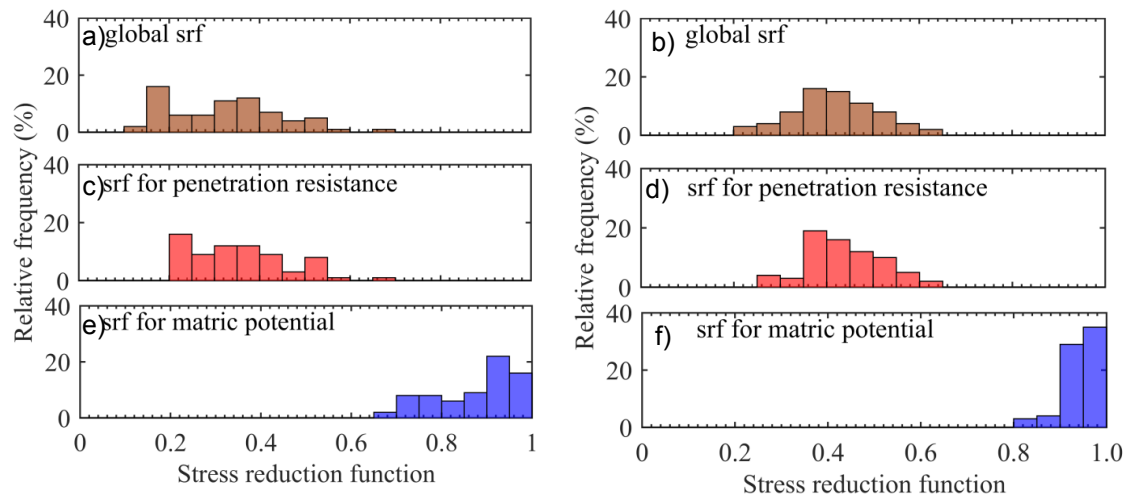 a) global srf
40
20
0
c) srf for penetration resistance
40
20
0
e) srf for matric potential
40
20
0
Relative frequency (%)
0 0.2 0.4 0.6 0.8 1
Stress reduction function
b) global srf
40
20
0
d) srf for penetration resistance
40
20
0
f) srf for matric potential
40
20
0
Relative frequency (%)
0 0.2 0.4 0.6 0.8 1.0
Stress reduction function